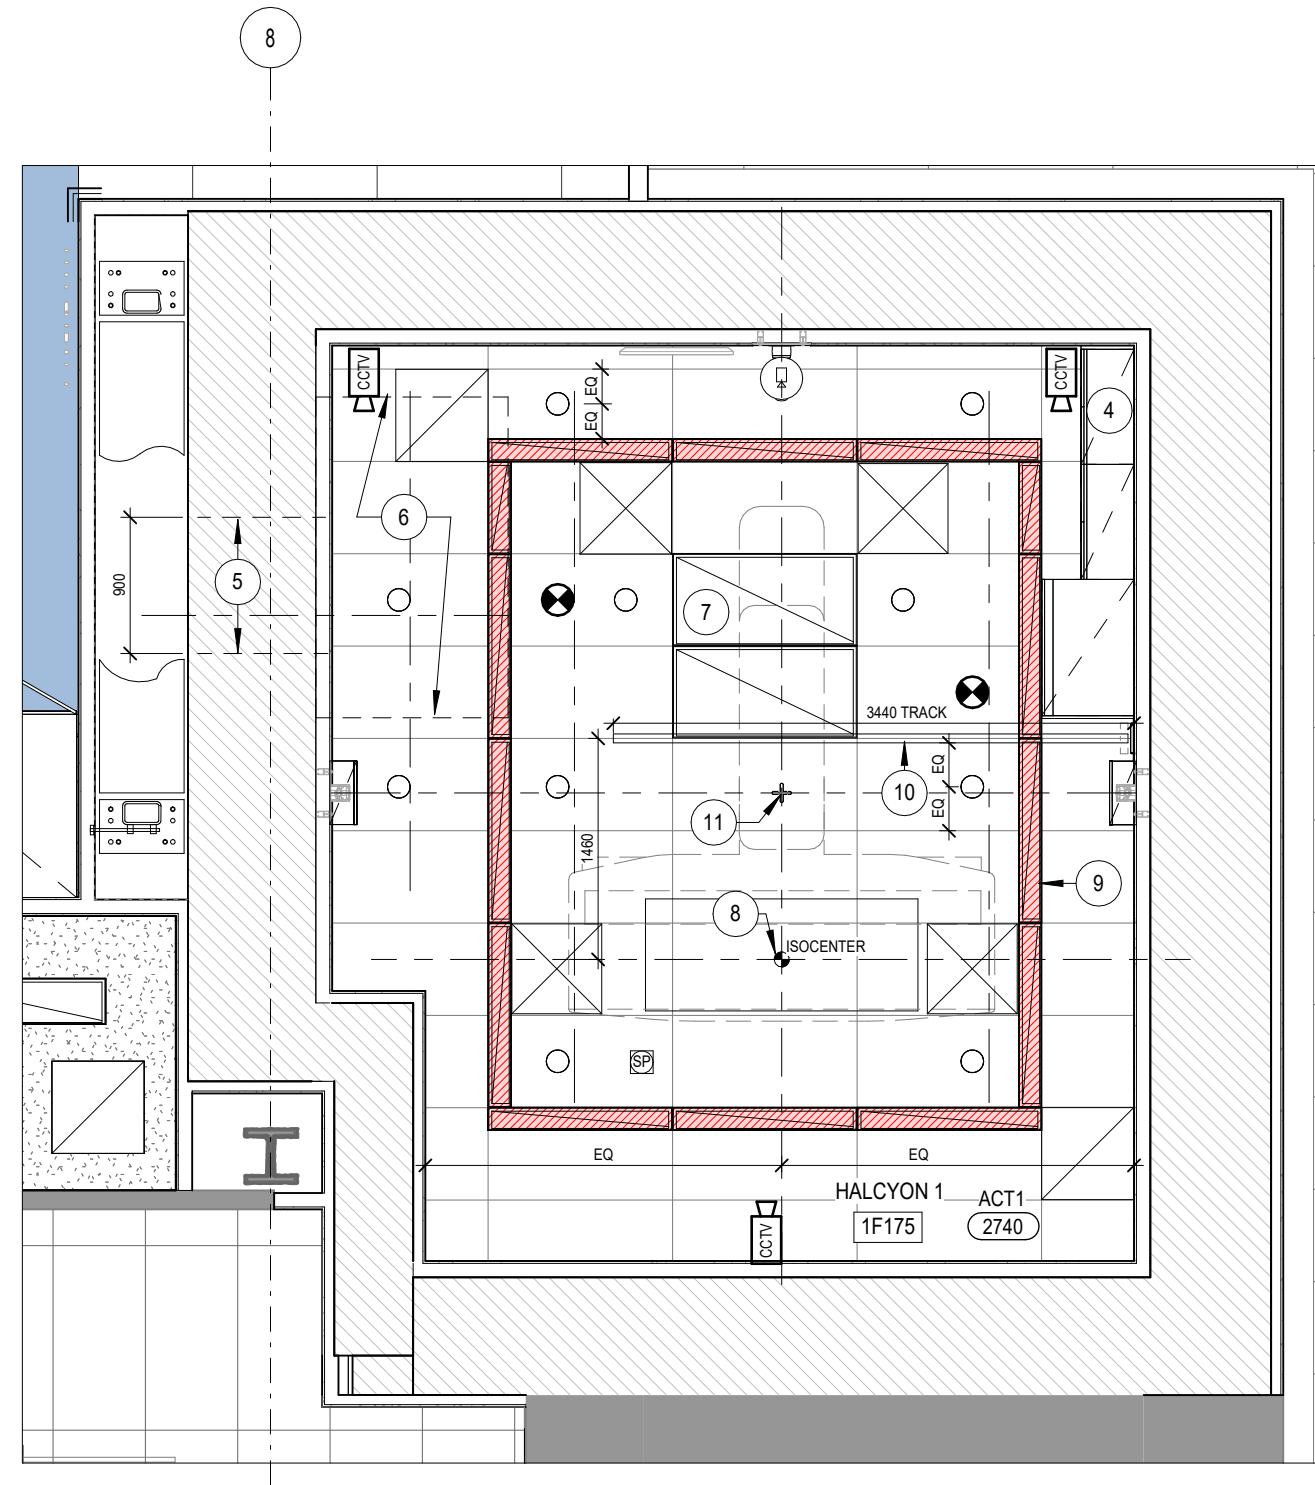 8
CCTV
CCTV
4
EQ
EQ
6
900
5
7
3440 TRACK
10
EQ
EQ
11
1460
9
8
ISOCENTER
SP
EQ
EQ
HALCYON 1
ACT1
1F175
2740
CCTV